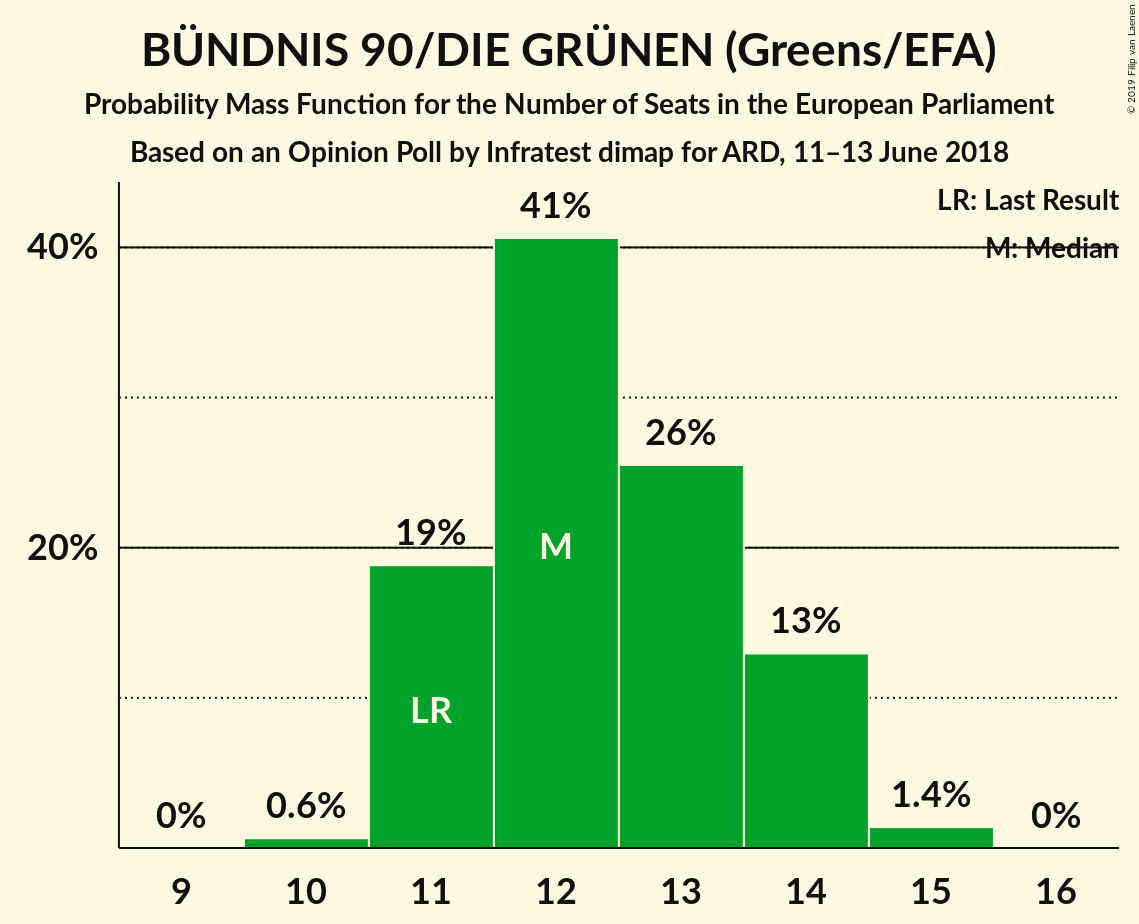 BÜNDNIS 90/DIE GRÜNEN (Greens/EFA)
Probability Mass Function for the Number of Seats in the European Parliament
Based on an Opinion Poll by Infratest dimap for ARD, 11–13 June 2018
© 2019 Filip van Laenen
LR: Last Result
M: Median
40%
20%
0%
0.6%
19%
41%
26%
13%
1.4%
0%
LR
M
9 10 11 12 13 14 15 16